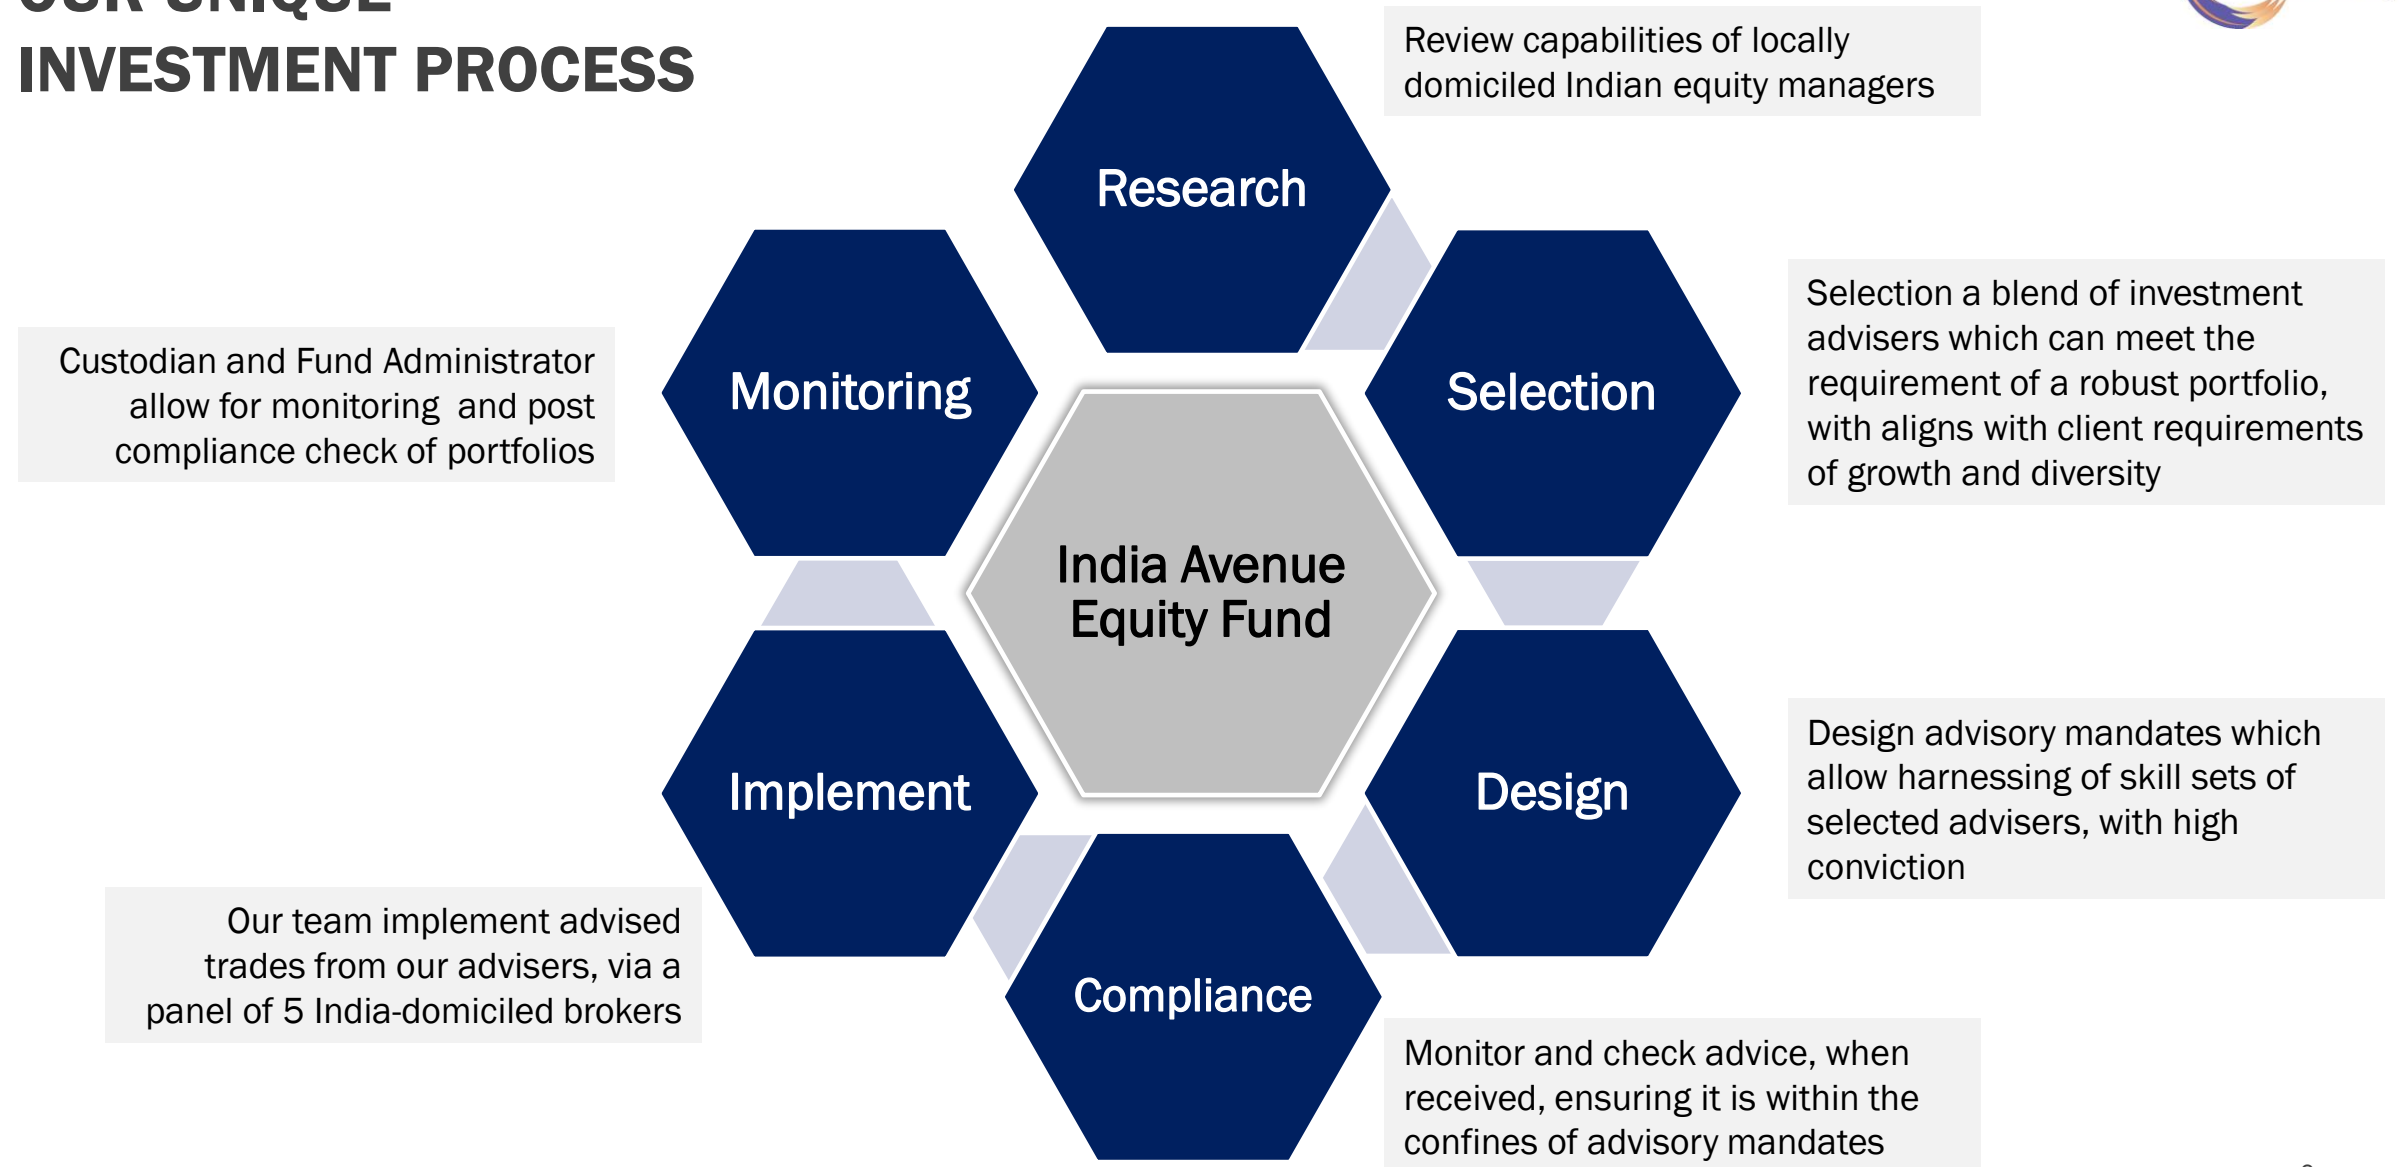 OUR UNIQUE
INVESTMENT PROCESS
Review capabilities of locally
domiciled Indian equity managers
Research
Selection a blend of investment
advisers which can meet the
requirement of a robust portfolio,
with aligns with client requirements
of growth and diversity
Selection
Design advisory mandates which
allow harnessing of skill sets of
selected advisers, with high
conviction
Design
Monitor and check advice, when
received, ensuring it is within the
confines of advisory mandates
Compliance
Our team implement advised
trades from our advisers, via a
panel of 5 India-domiciled brokers
Implement
Custodian and Fund Administrator
allow for monitoring  and post
compliance check of portfolios
Monitoring
India Avenue
Equity Fund